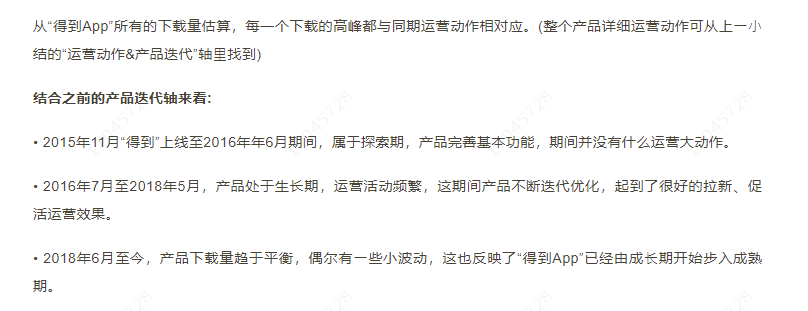 从“得到App”所有的下载量估算，每一个下载的高峰都与同期运营动作相对应。(整个产品详细运营动作可从上一小
结的“运营动作&产品迭代”轴里找到)
结合之前的产品迭代轴来看：
• 2015年11月“得到”上线至2016年年6月期间，属于探索期，产品完善基本功能，期间并没有什么运营大动作。
• 2016年7月至2018年5月，产品处于生长期，运营活动频繁，这期间产品不断迭代优化，起到了很好的拉新、促
活运营效果。
• 2018年6月至今，产品下载量趋于平衡，偶尔有一些小波动，这也反映了“得到App”已经由成长期开始步入成熟
期。